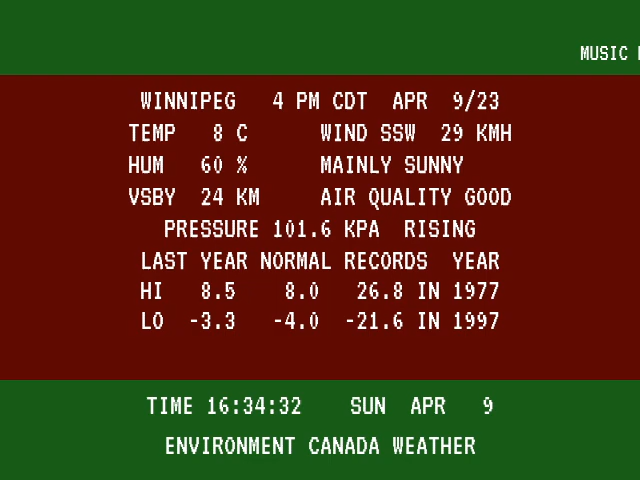 MUSIC
WINNIPEG 4 PM CDT APR 9/23
TEMP 8 C WIND SSW 29 KMH
HUM 60 % MAINLY SUNNY
VSBY 24 KM AIR QUALITY GOOD
PRESSURE 101.6 KPA RISING
LAST YEAR NORMAL RECORDS YEAR
HI 8.5 8.0 26.8 IN 1977
LO -3.3 -4.0 -21.6 IN 1997
TIME 16:34:32 SUN APR 9
ENVIRONMENT CANADA WEATHER